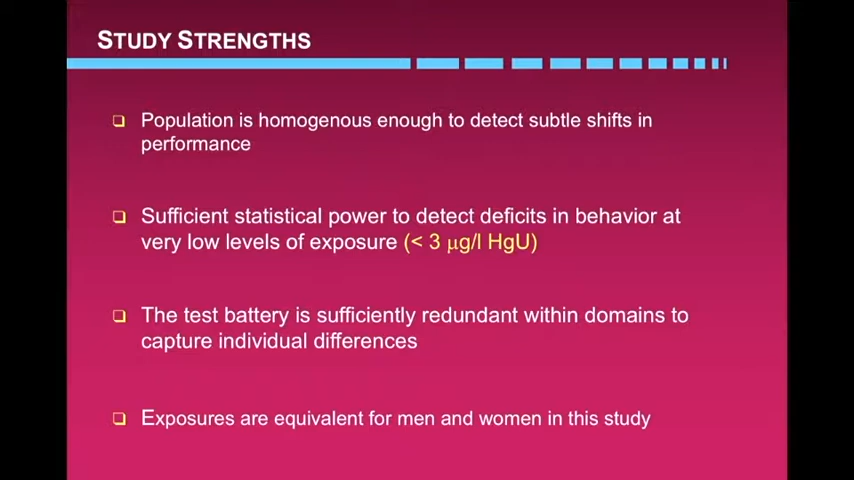 STUDY STRENGTHS
❑ Population is homogenous enough to detect subtle shifts in
performance
❑ Sufficient statistical power to detect deficits in behavior at
very low levels of exposure (< 3 μg/l HgU)
❑ The test battery is sufficiently redundant within domains to
capture individual differences
❑ Exposures are equivalent for men and women in this study